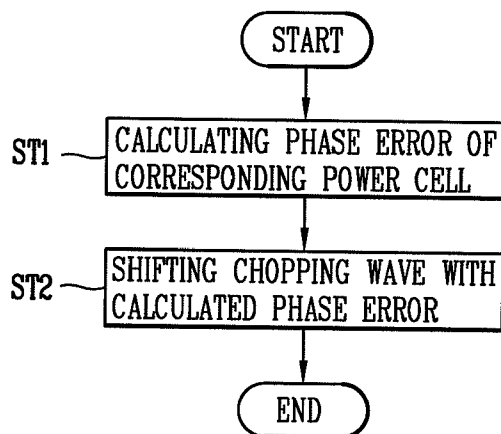 START
ST1
CALCULATING PHASE ERROR OF
CORRESPONDING POWER CELL
ST2
SHIFTING CHOPPING WAVE WITH
CALCULATED PHASE ERROR
END